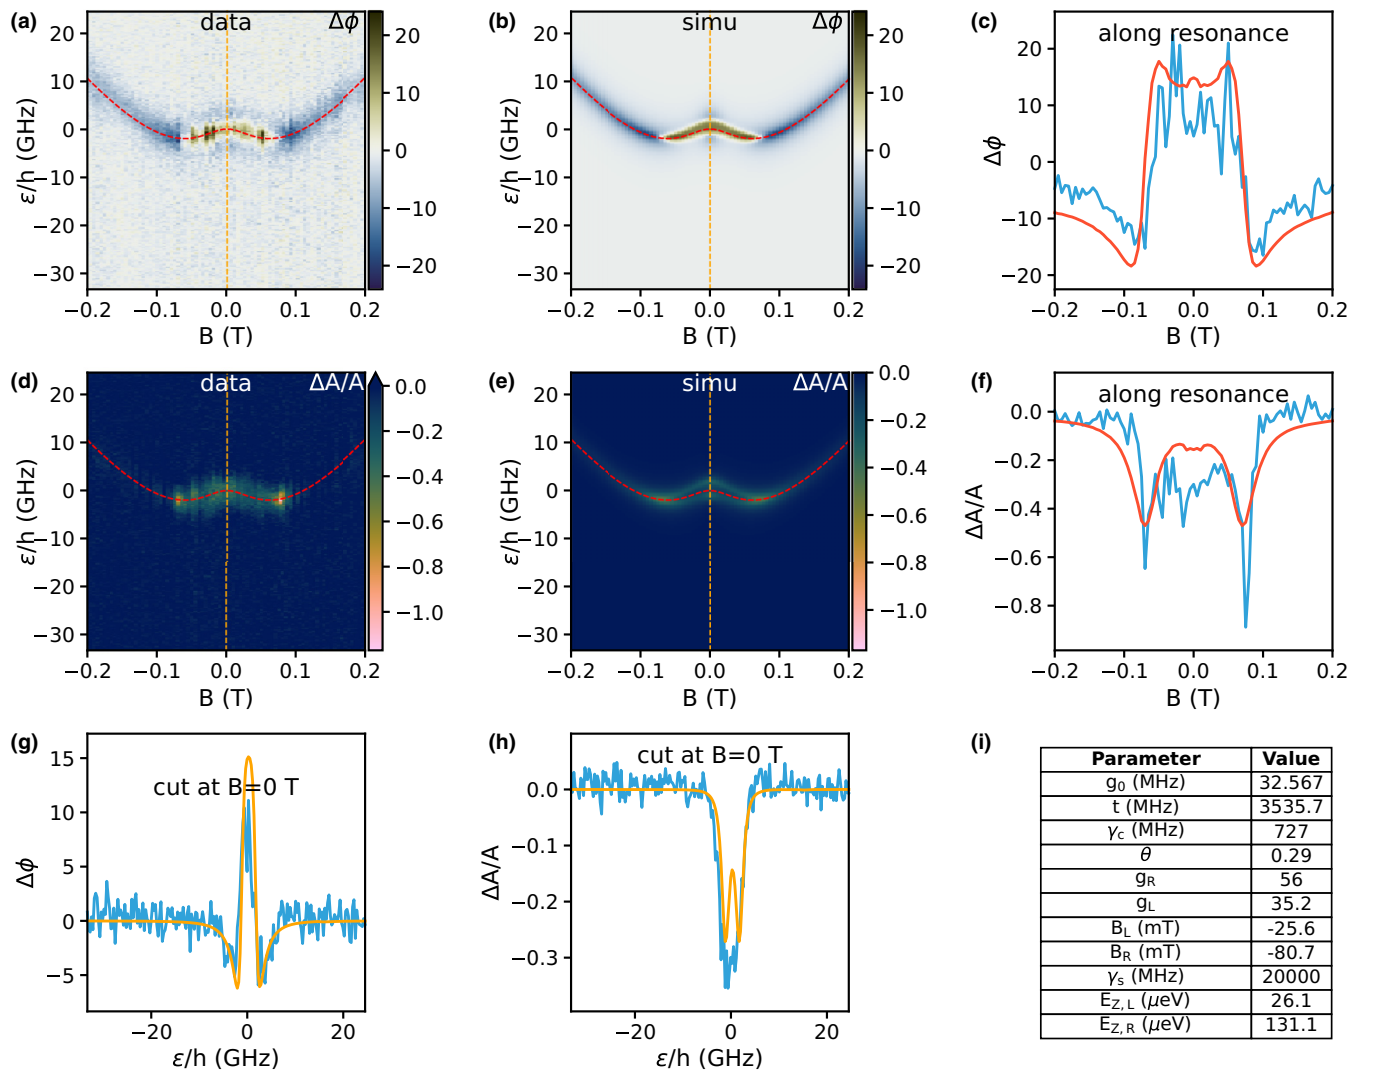 (a)
data
Δϕ
20
10
0
−10
−20
−30
ε/h (GHz)
−0.2
−0.1
0.0
0.1
0.2
B (T)
20
10
0
−10
−20
(b)
simu
Δϕ
20
10
0
−10
−20
−30
ε/h (GHz)
−0.2
−0.1
0.0
0.1
0.2
B (T)
20
10
0
−10
−20
(c)
along resonance
20
10
0
−10
−20
Δϕ
−0.2
−0.1
0.0
0.1
0.2
B (T)
(d)
data
ΔA/A
20
10
0
−10
−20
−30
ε/h (GHz)
−0.2
−0.1
0.0
0.1
0.2
B (T)
0.0
−0.2
−0.4
−0.6
−0.8
−1.0
(e)
simu
ΔA/A
20
10
0
−10
−20
−30
ε/h (GHz)
−0.2
−0.1
0.0
0.1
0.2
B (T)
0.0
−0.2
−0.4
−0.6
−0.8
−1.0
(f)
along resonance
0.0
−0.2
−0.4
−0.6
−0.8
ΔA/A
−0.2
−0.1
0.0
0.1
0.2
B (T)
(g)
cut at B=0 T
15
10
5
0
−5
Δϕ
−20
0
20
ε/h (GHz)
(h)
cut at B=0 T
0.0
−0.1
−0.2
−0.3
ΔA/A
−20
0
20
ε/h (GHz)
(i)
Parameter Value
g₀ (MHz) 32.567
t (MHz) 3535.7
γ_c (MHz) 727
θ 0.29
g_R 56
g_L 35.2
B_L (mT) -25.6
B_R (mT) -80.7
γ_s (MHz) 20000
E_Z,L (μeV) 26.1
E_Z,R (μeV) 131.1